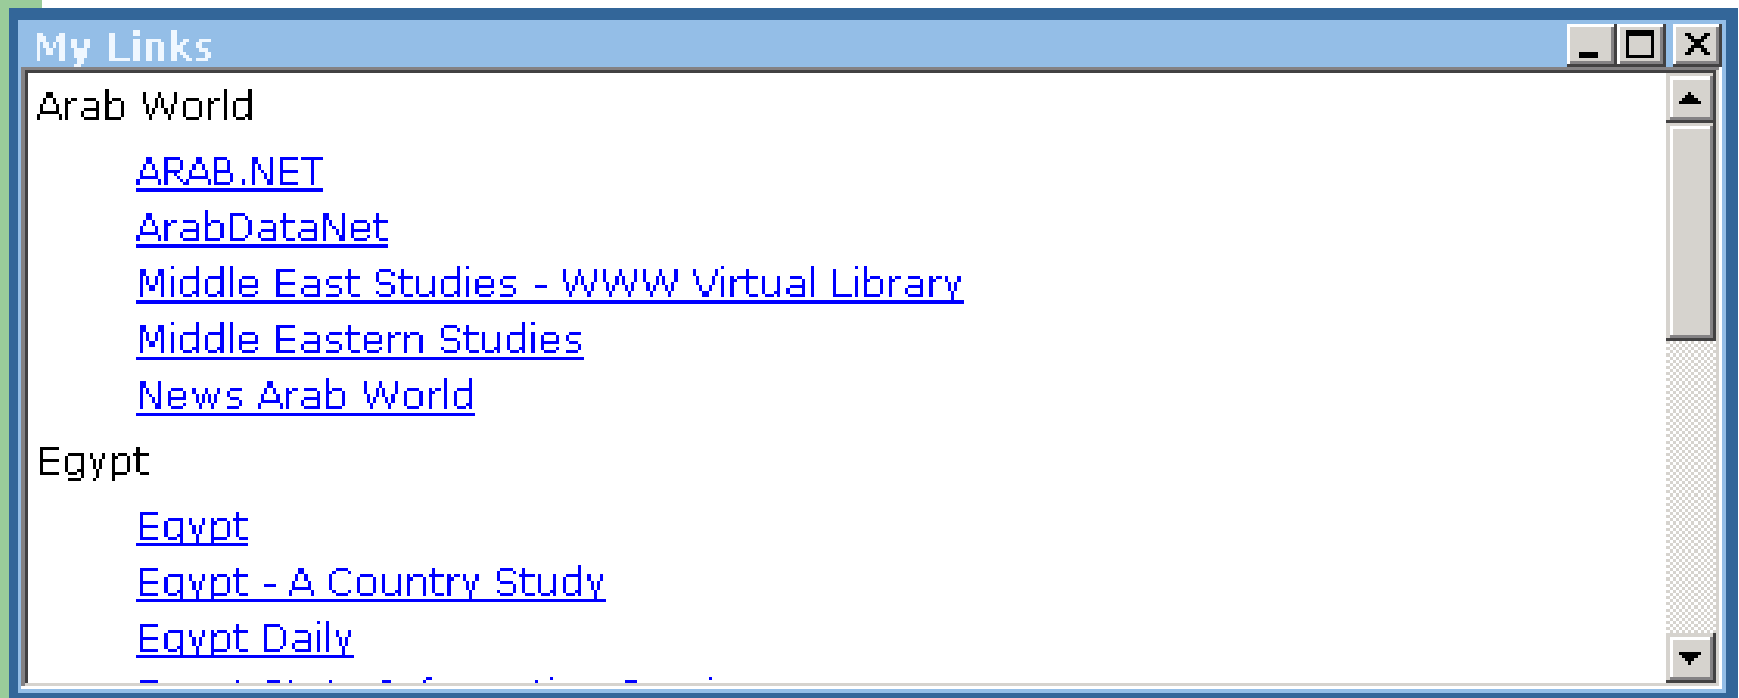 My Links
Arab World
ARAB.NET
ArabDataNet
Middle East Studies - WWW Virtual Library
Middle Eastern Studies
News Arab World
Egypt
Egypt
Egypt - A Country Study
Egypt Daily